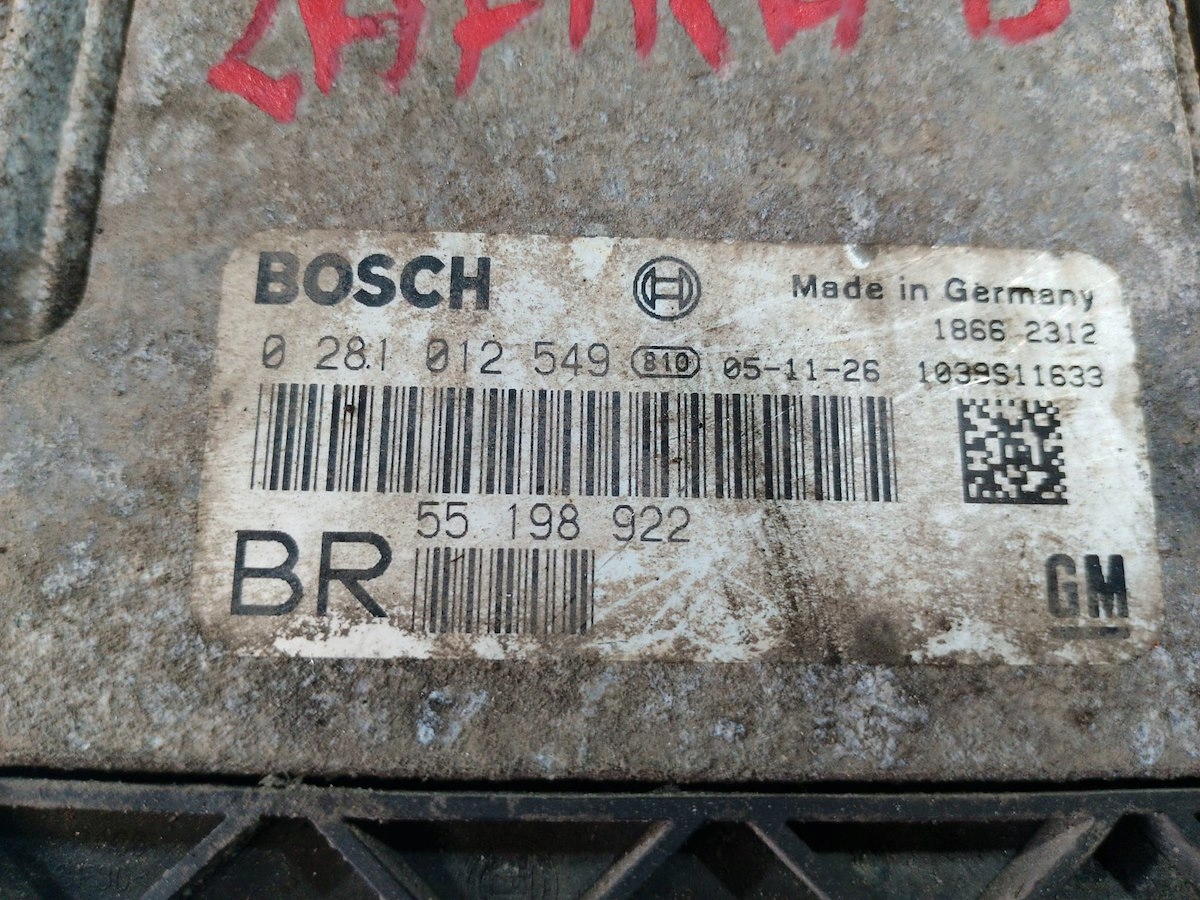 ZAFIRA B
BOSCH
Made in Germany
1866 2312
0 281 012 549 810 05-11-26 1039S11633
55 198 922
BR
GM